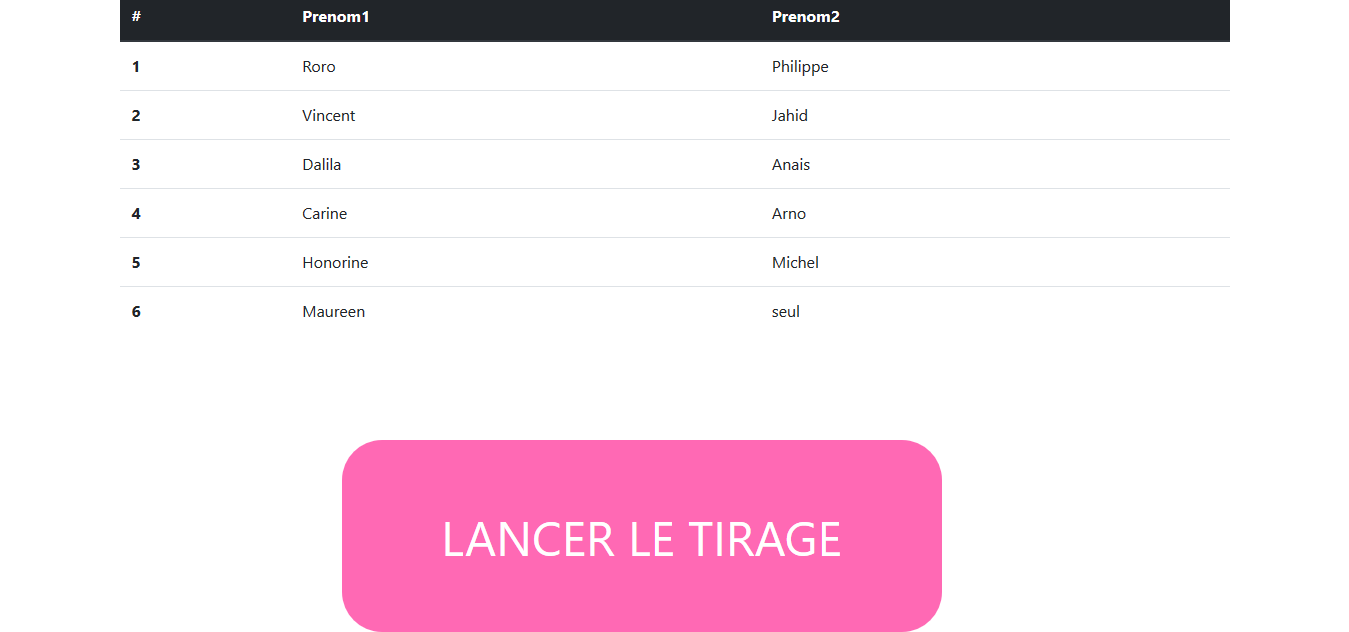 # Prenom1 Prenom2
1 Roro Philippe
2 Vincent Jahid
3 Dalila Anais
4 Carine Arno
5 Honorine Michel
6 Maureen seul
LANCER LE TIRAGE